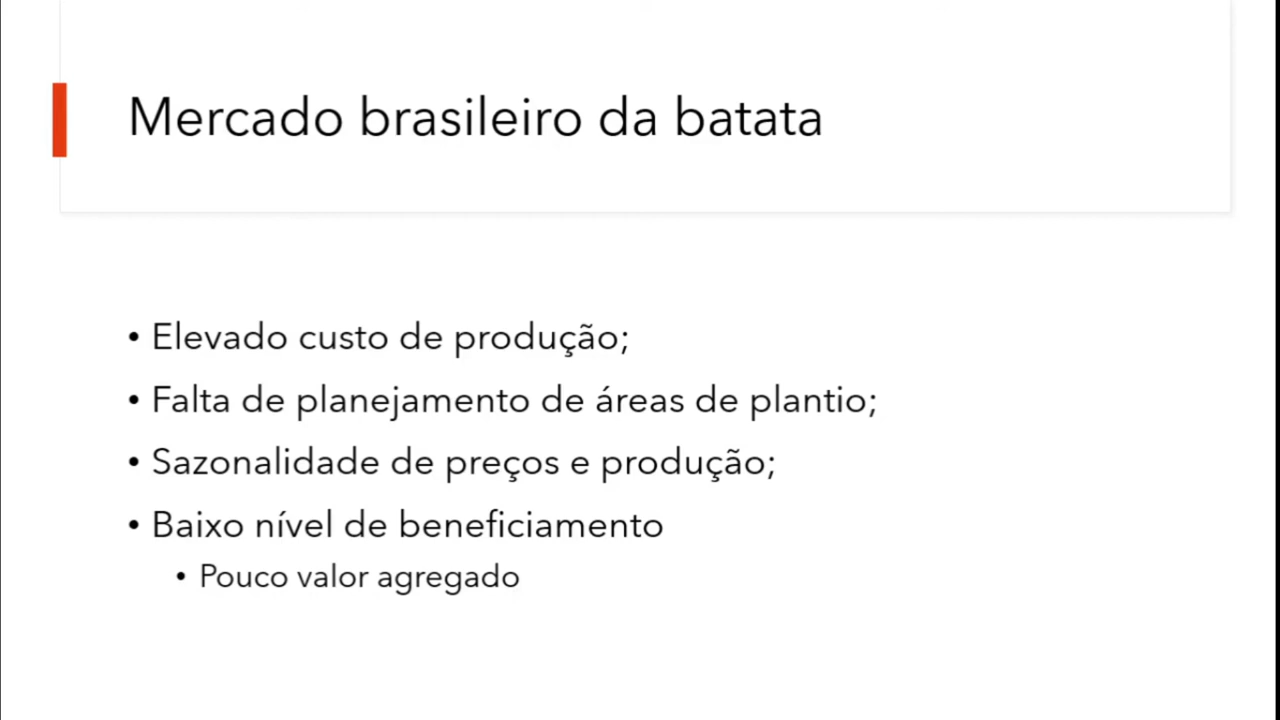 Mercado brasileiro da batata
• Elevado custo de produção;
• Falta de planejamento de áreas de plantio;
• Sazonalidade de preços e produção;
• Baixo nível de beneficiamento
• Pouco valor agregado